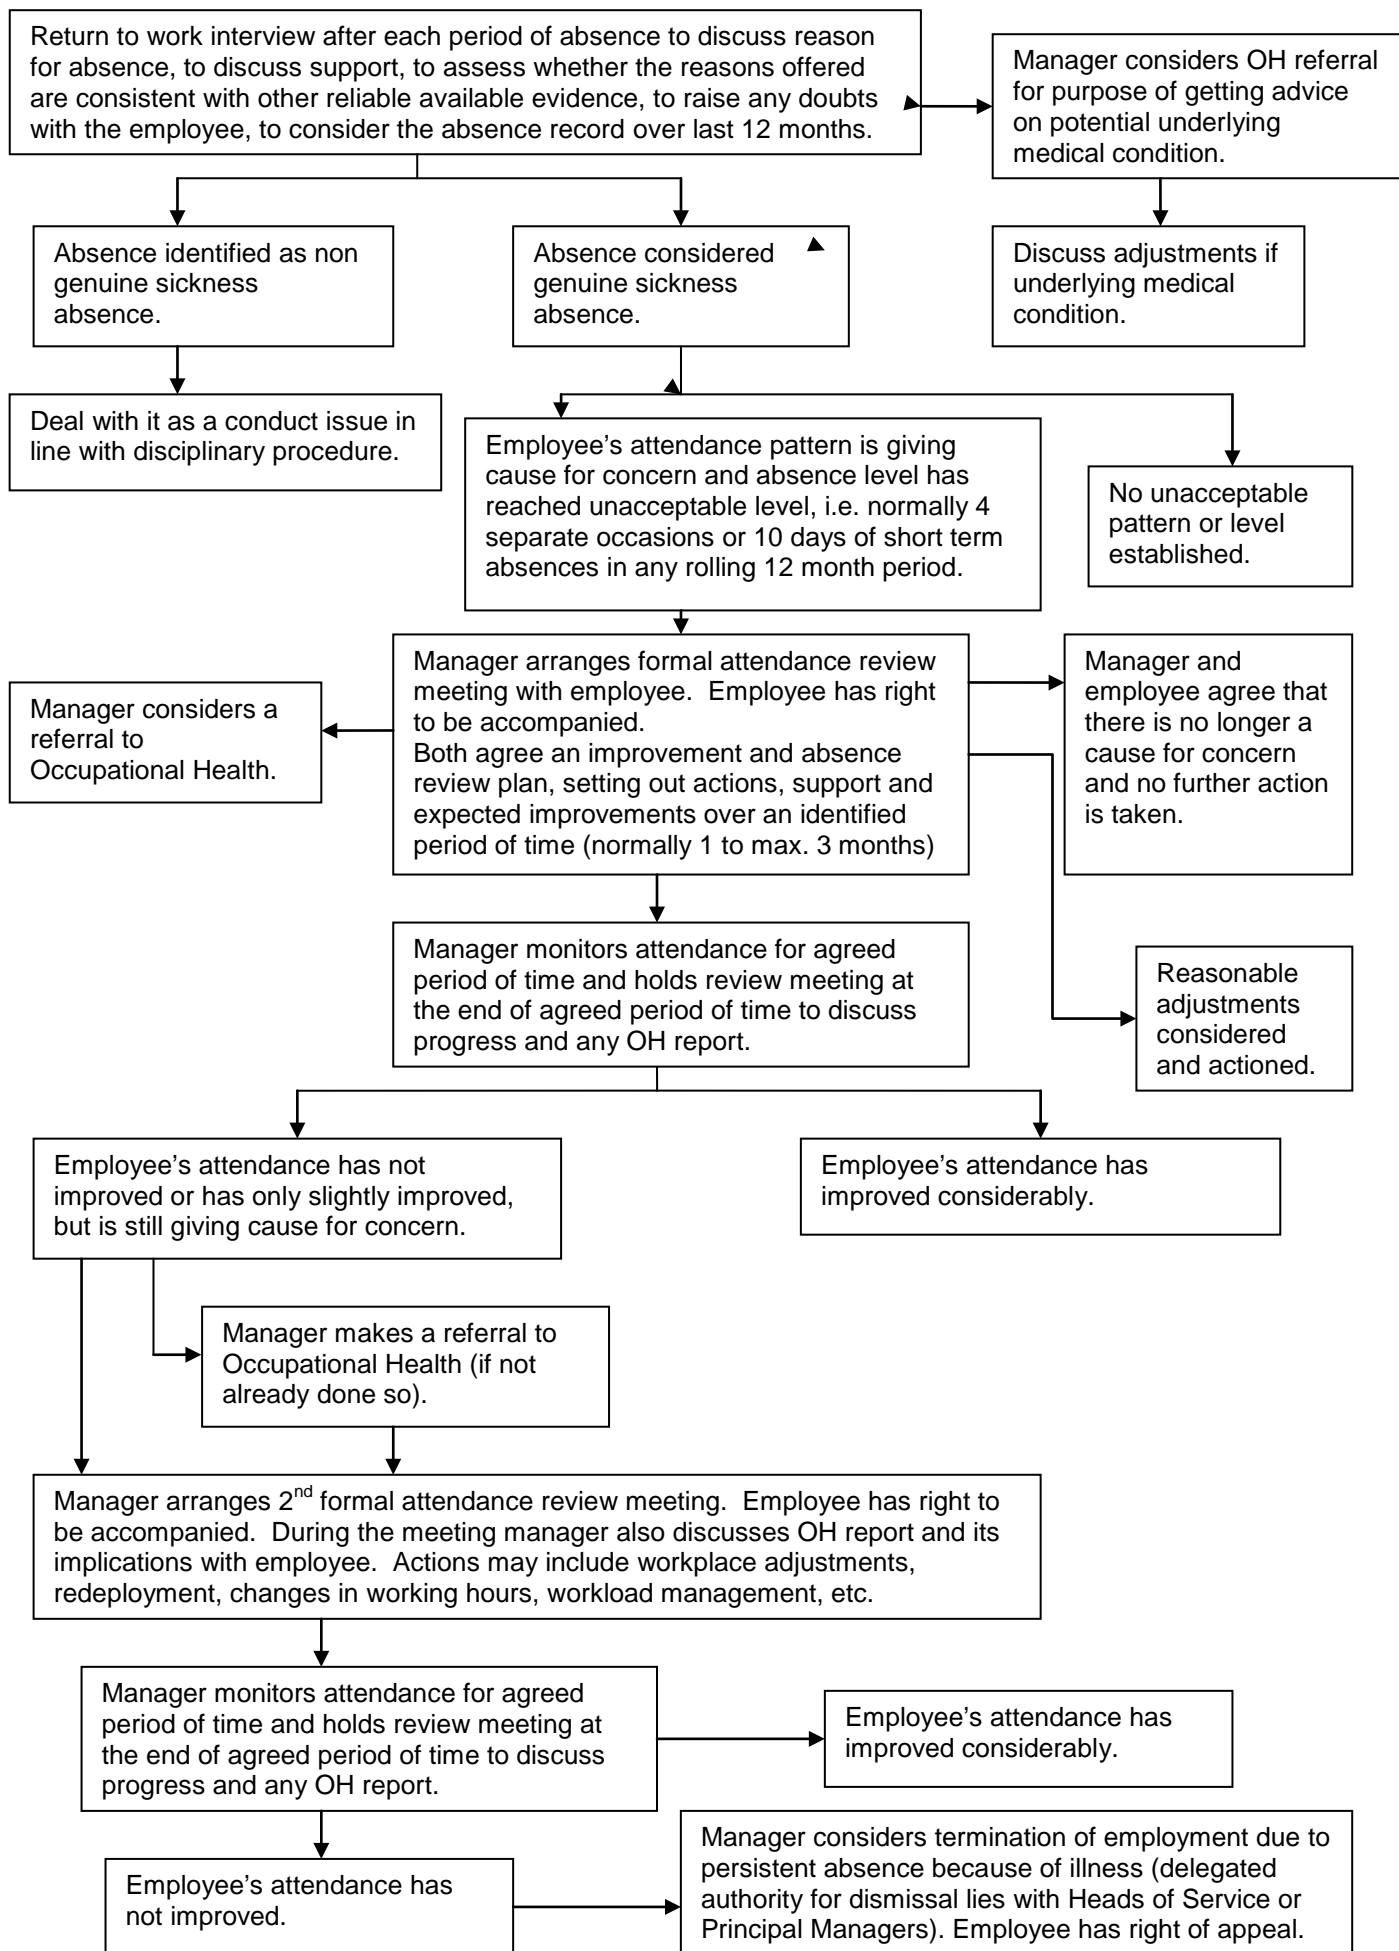 Return to work interview after each period of absence to discuss reason
for absence, to discuss support, to assess whether the reasons offered
are consistent with other reliable available evidence, to raise any doubts
with the employee, to consider the absence record over last 12 months.
Manager considers OH referral
for purpose of getting advice
on potential underlying
medical condition.
Absence identified as non
genuine sickness
absence.
Absence considered
genuine sickness
absence.
Discuss adjustments if
underlying medical
condition.
Deal with it as a conduct issue in
line with disciplinary procedure.
Employee’s attendance pattern is giving
cause for concern and absence level has
reached unacceptable level, i.e. normally 4
separate occasions or 10 days of short term
absences in any rolling 12 month period.
No unacceptable
pattern or level
established.
Manager considers a
referral to
Occupational Health.
Manager arranges formal attendance review
meeting with employee.  Employee has right
to be accompanied.
Both agree an improvement and absence
review plan, setting out actions, support and
expected improvements over an identified
period of time (normally 1 to max. 3 months)
Manager and
employee agree that
there is no longer a
cause for concern
and no further action
is taken.
Manager monitors attendance for agreed
period of time and holds review meeting at
the end of agreed period of time to discuss
progress and any OH report.
Reasonable
adjustments
considered
and actioned.
Employee’s attendance has not
improved or has only slightly improved,
but is still giving cause for concern.
Employee’s attendance has
improved considerably.
Manager makes a referral to
Occupational Health (if not
already done so).
Manager arranges 2nd formal attendance review meeting.  Employee has right to
be accompanied.  During the meeting manager also discusses OH report and its
implications with employee.  Actions may include workplace adjustments,
redeployment, changes in working hours, workload management, etc.
Manager monitors attendance for agreed
period of time and holds review meeting at
the end of agreed period of time to discuss
progress and any OH report.
Employee’s attendance has
improved considerably.
Employee’s attendance has
not improved.
Manager considers termination of employment due to
persistent absence because of illness (delegated
authority for dismissal lies with Heads of Service or
Principal Managers). Employee has right of appeal.